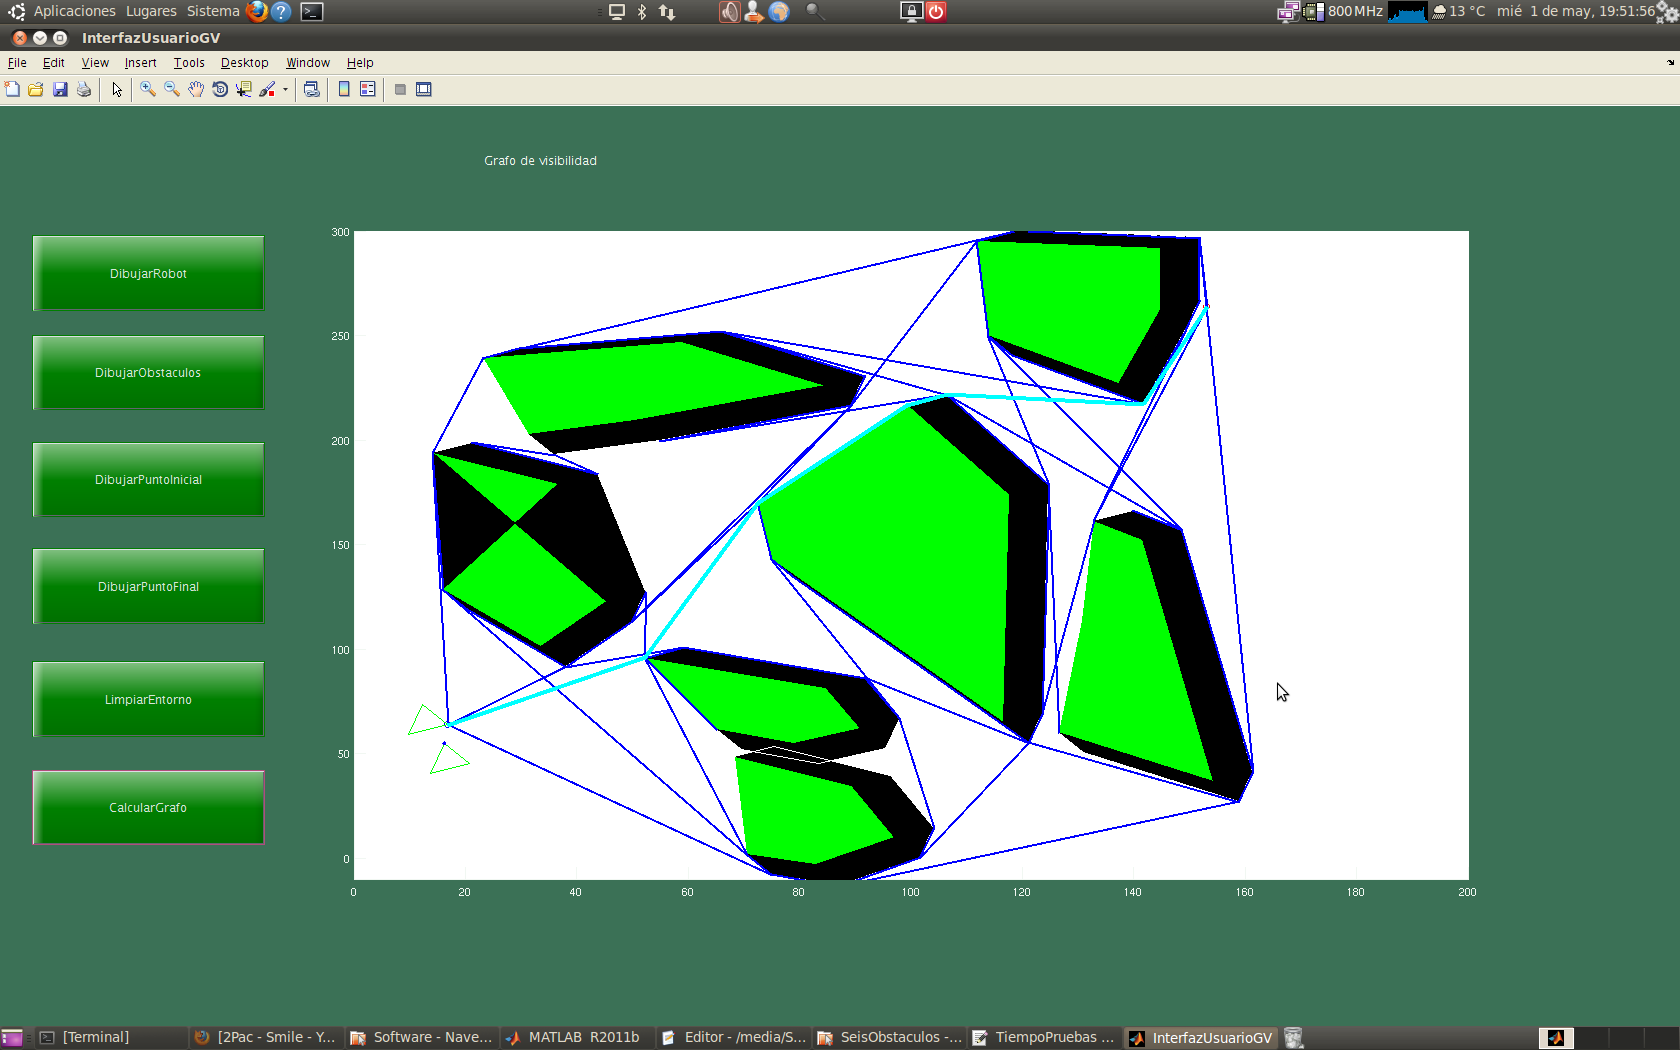 Aplicaciones Lugares Sistema 800 MHz 13 °C mié 1 de may, 19:51:56
InterfazUsuarioGV
File Edit View Insert Tools Desktop Window Help
Grafo de visibilidad
DibujarRobot
DibujarObstaculos
DibujarPuntoInicial
DibujarPuntoFinal
LimpiarEntorno
CalcularGrafo
300
250
200
150
100
50
0
0 20 40 60 80 100 120 140 160 180 200
[Terminal] [2Pac - Smile - Y... Software - Nave... MATLAB R2011b Editor - /media/S... SeisObstaculos -... TiempoPruebas ... InterfazUsuarioGV